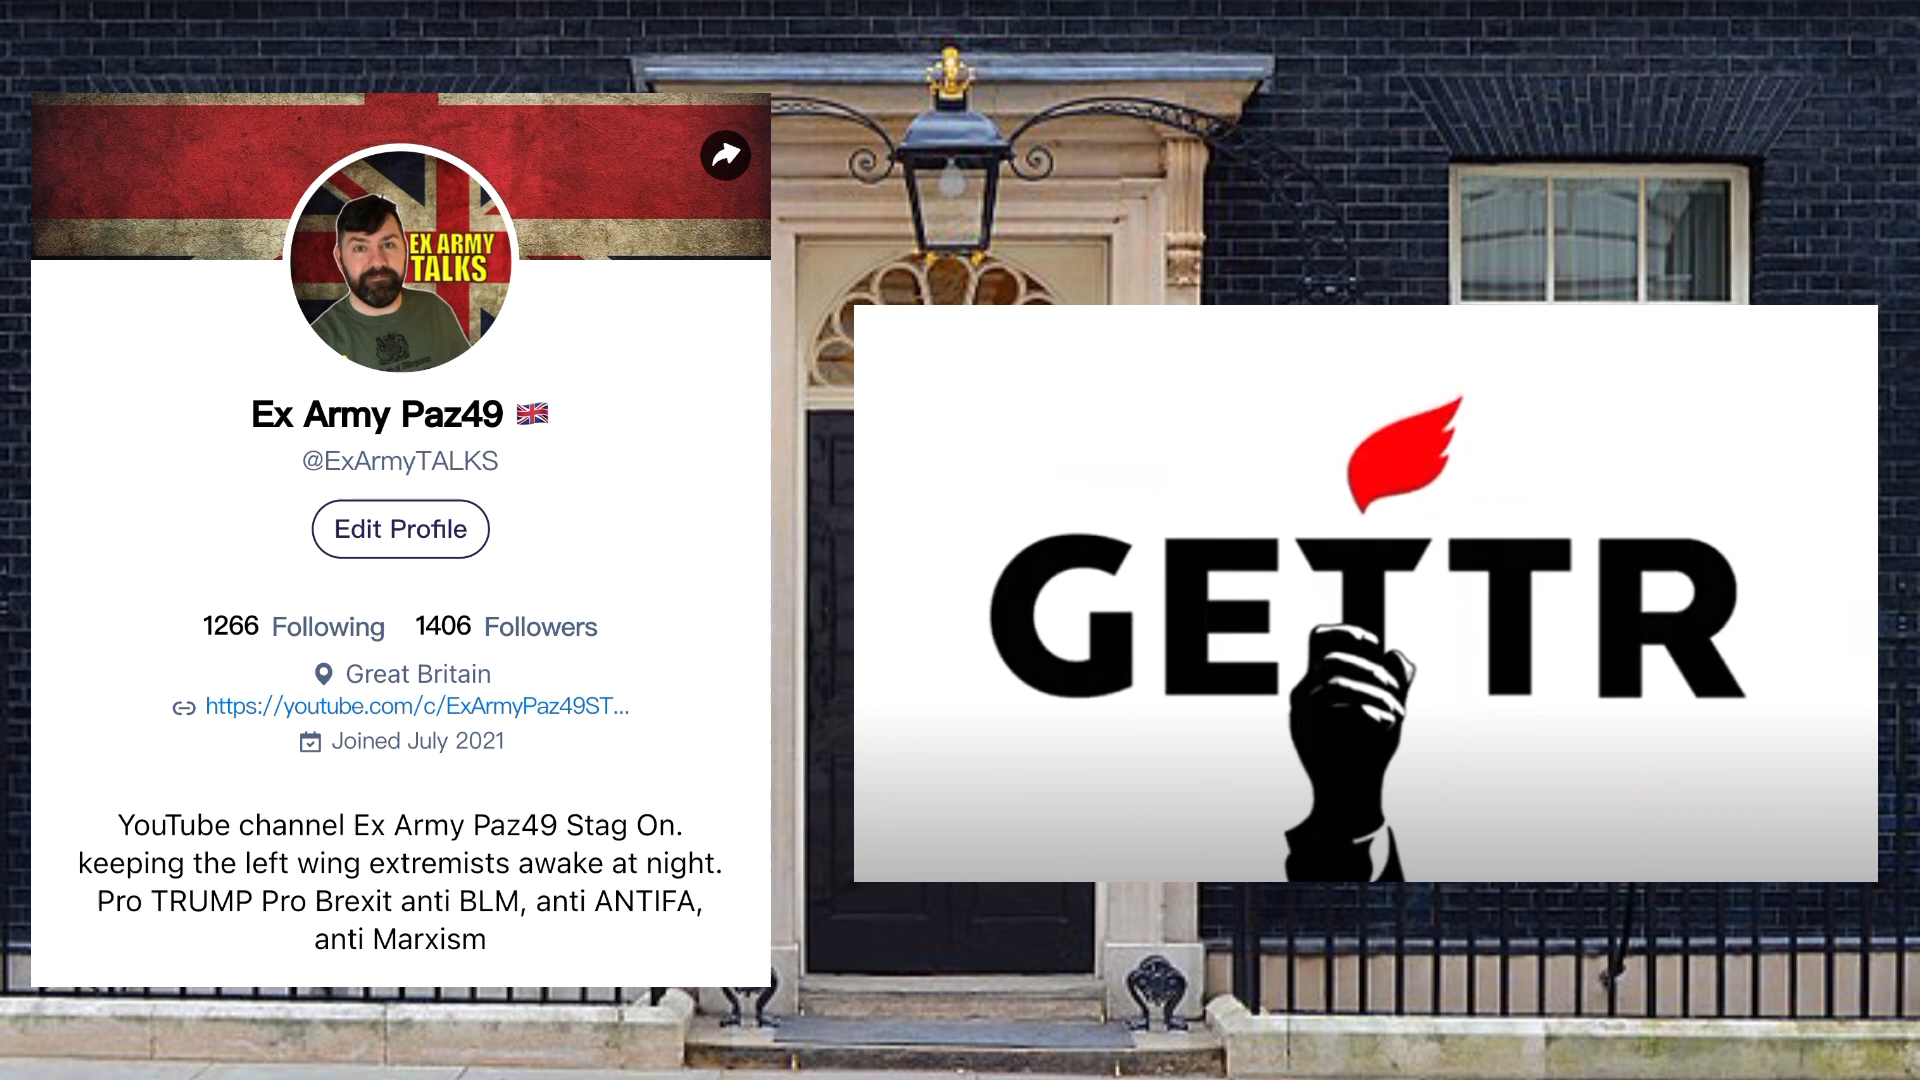 EX ARMY
TALKS
Ex Army Paz49 🇬🇧
@ExArmyTALKS
Edit Profile
1266 Following 1406 Followers
Great Britain
https://youtube.com/c/ExArmyPaz49ST...
Joined July 2021
YouTube channel Ex Army Paz49 Stag On.
keeping the left wing extremists awake at night.
Pro TRUMP Pro Brexit anti BLM, anti ANTIFA,
anti Marxism
GETTR